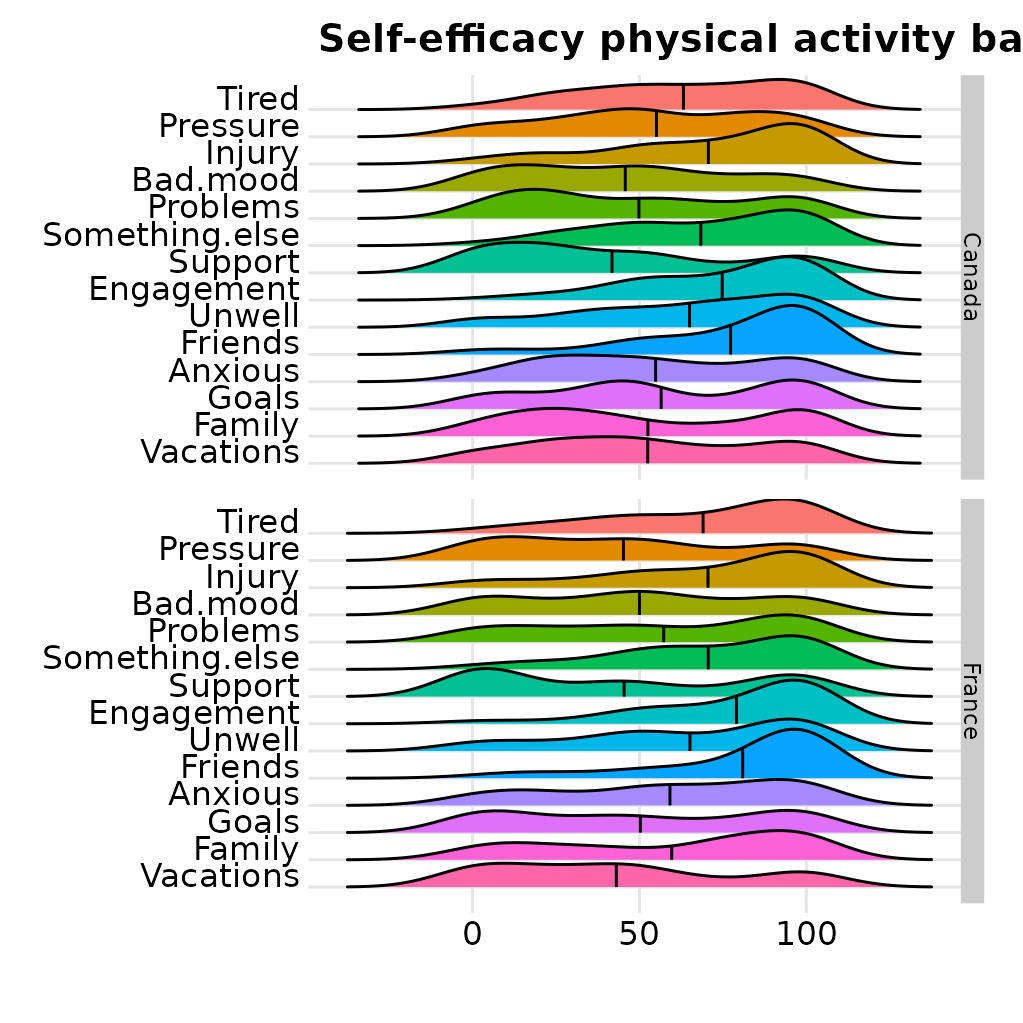 Self-efficacy physical activity ba
Tired
Pressure
Injury
Bad.mood
Problems
Something.else
Support
Engagement
Unwell
Friends
Anxious
Goals
Family
Vacations
Canada
Tired
Pressure
Injury
Bad.mood
Problems
Something.else
Support
Engagement
Unwell
Friends
Anxious
Goals
Family
Vacations
France
0 50 100